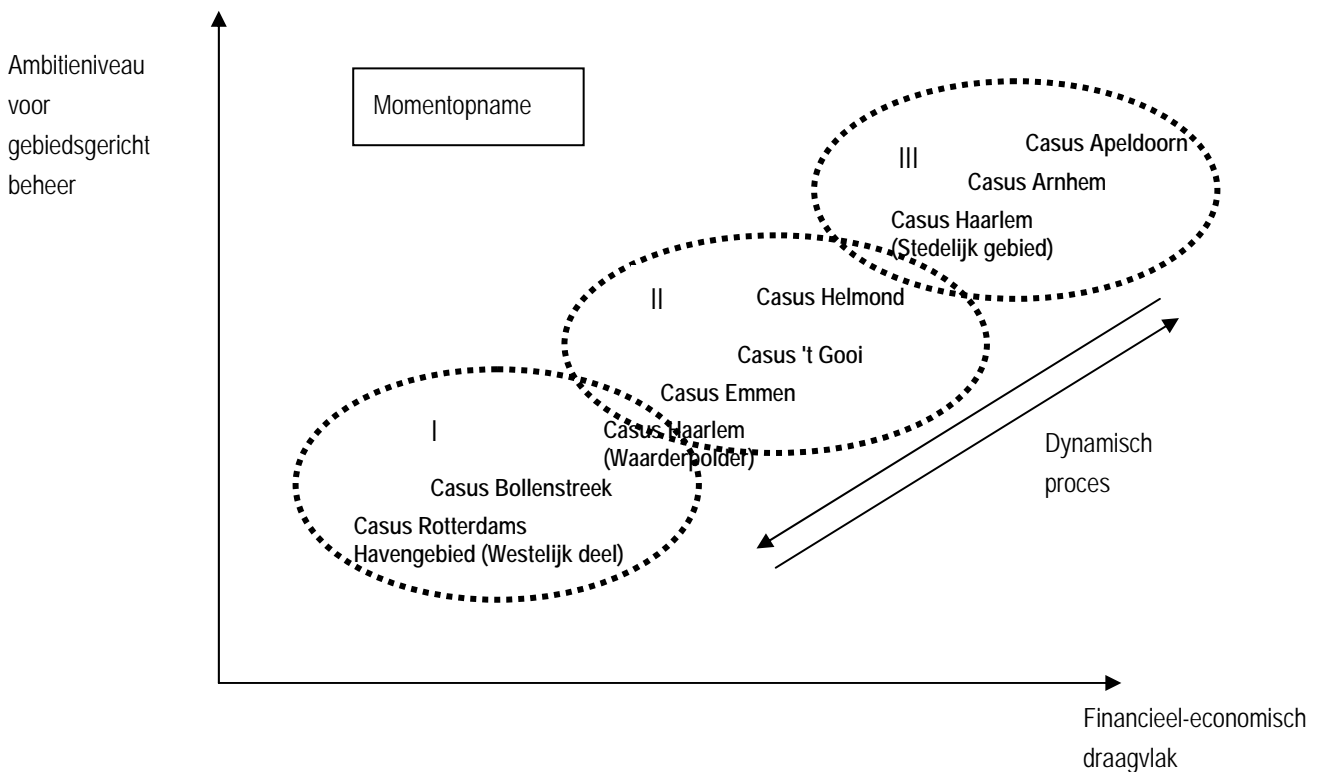 Ambitieniveau
voor
gebiedsgericht
beheer
Momentopname
III
Casus Apeldoorn
Casus Arnhem
Casus Haarlem
(Stedelijk gebied)
II
Casus Helmond
Casus 't Gooi
Casus Emmen
Casus Haarlem
(Waarderpolder)
I
Casus Bollenstreek
Casus Rotterdams
Havengebied (Westelijk deel)
Dynamisch
proces
Financieel-economisch
draagvlak